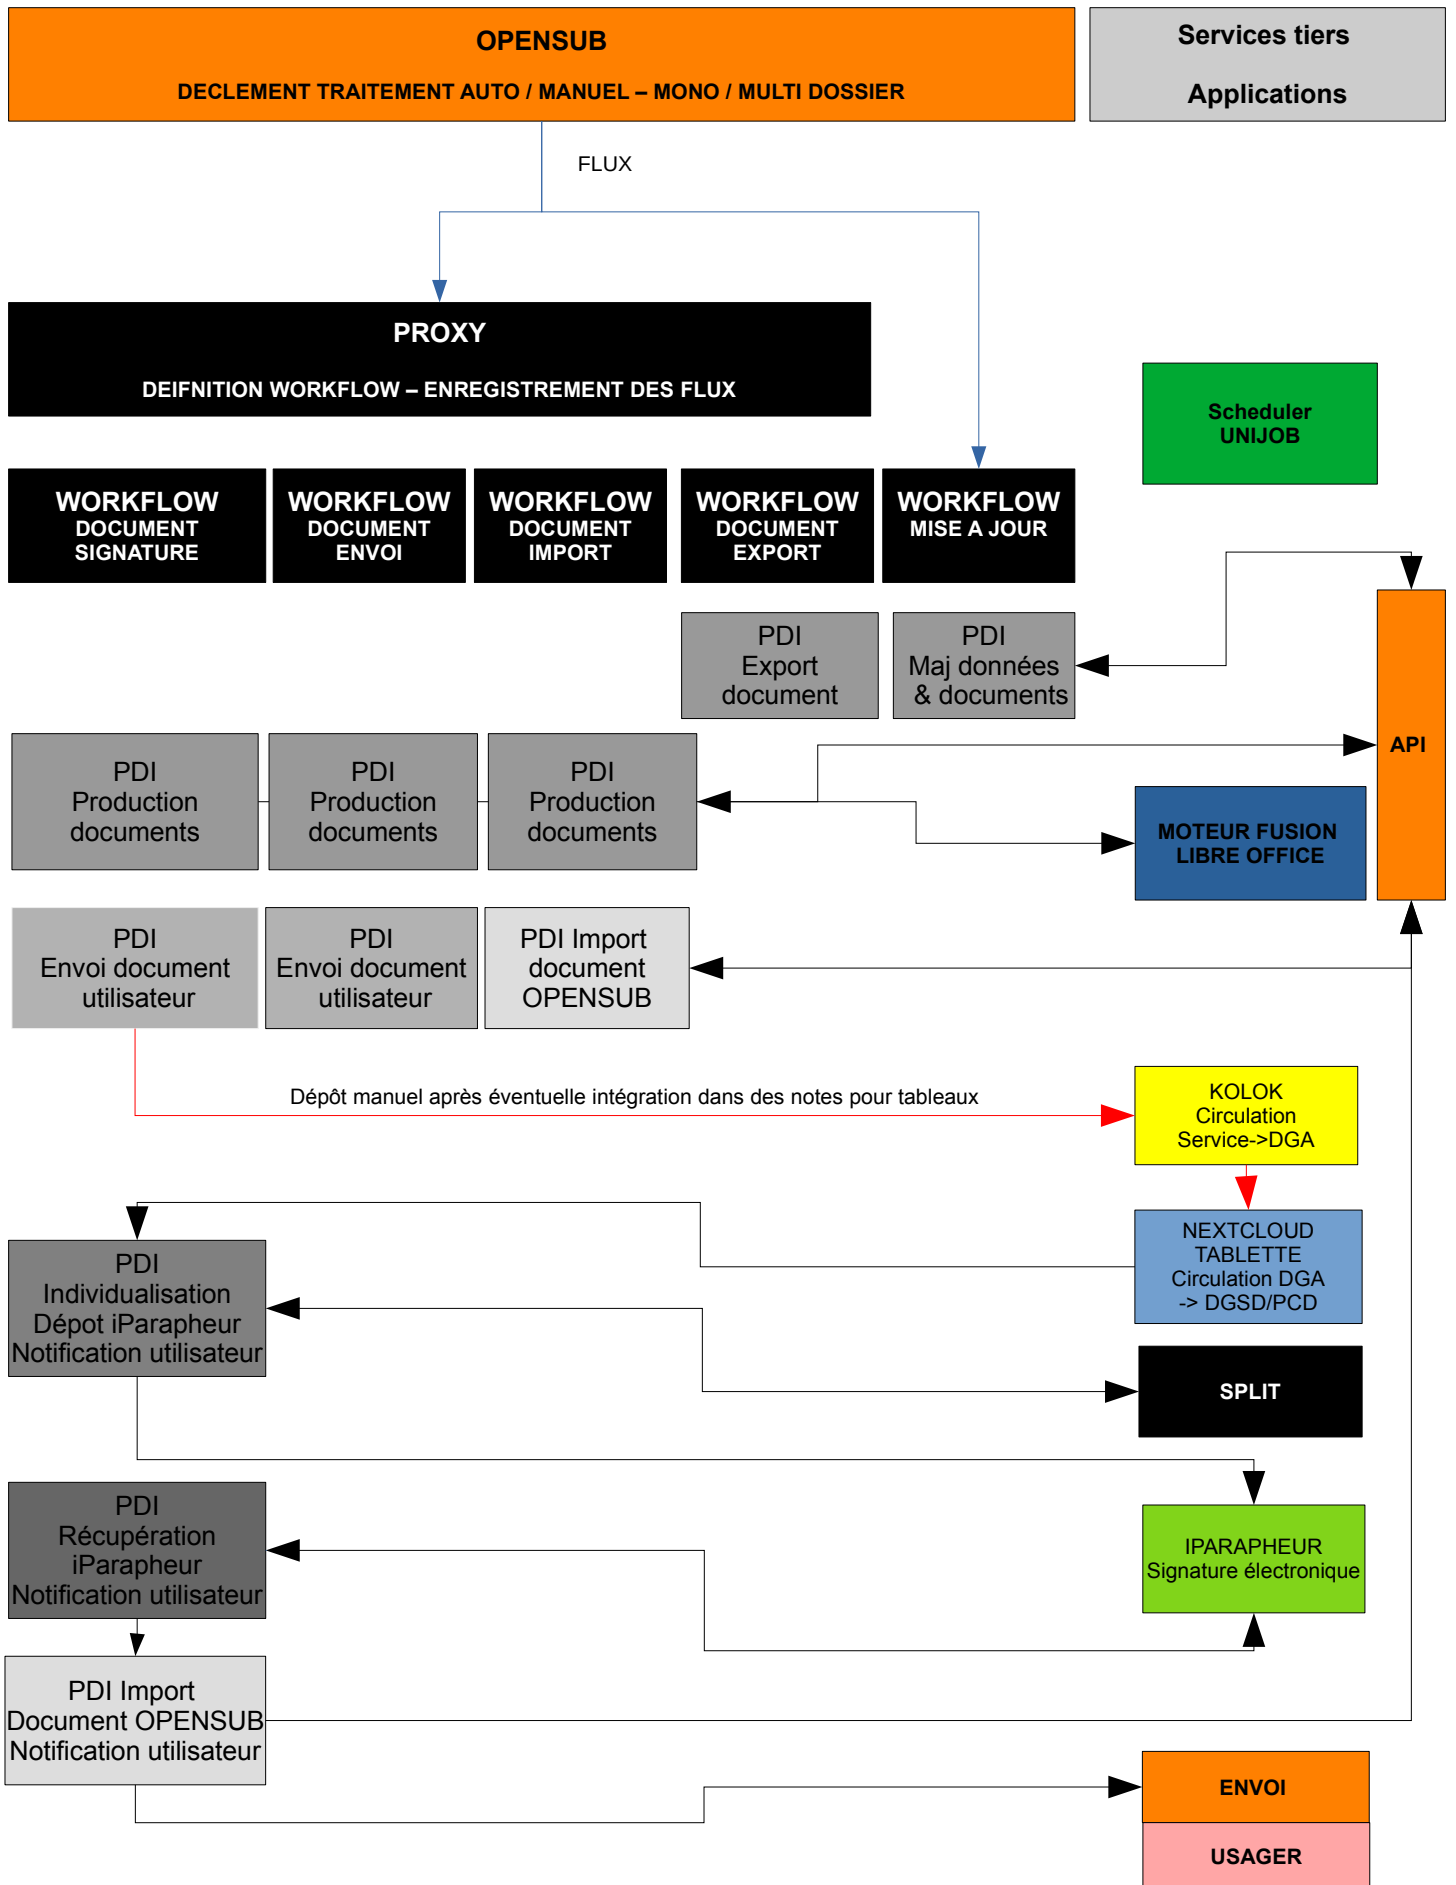 OPENSUB
DECLEMENT TRAITEMENT AUTO / MANUEL – MONO / MULTI DOSSIER
Services tiers
Applications
FLUX
PROXY
DEIFNITION WORKFLOW – ENREGISTREMENT DES FLUX
Scheduler
UNIJOB
WORKFLOW
DOCUMENT
SIGNATURE
WORKFLOW
DOCUMENT
ENVOI
WORKFLOW
DOCUMENT
IMPORT
WORKFLOW
DOCUMENT
EXPORT
WORKFLOW
MISE A JOUR
PDI
Export
document
PDI
Maj données
& documents
API
PDI
Production
documents
PDI
Production
documents
PDI
Production
documents
MOTEUR FUSION
LIBRE OFFICE
PDI
Envoi document
utilisateur
PDI
Envoi document
utilisateur
PDI Import
document
OPENSUB
Dépôt manuel après éventuelle intégration dans des notes pour tableaux
KOLOK
Circulation
Service->DGA
NEXTCLOUD
TABLETTE
Circulation DGA
-> DGSD/PCD
PDI
Individualisation
Dépot iParapheur
Notification utilisateur
SPLIT
PDI
Récupération
iParapheur
Notification utilisateur
IPARAPHEUR
Signature électronique
PDI Import
Document OPENSUB
Notification utilisateur
ENVOI
USAGER